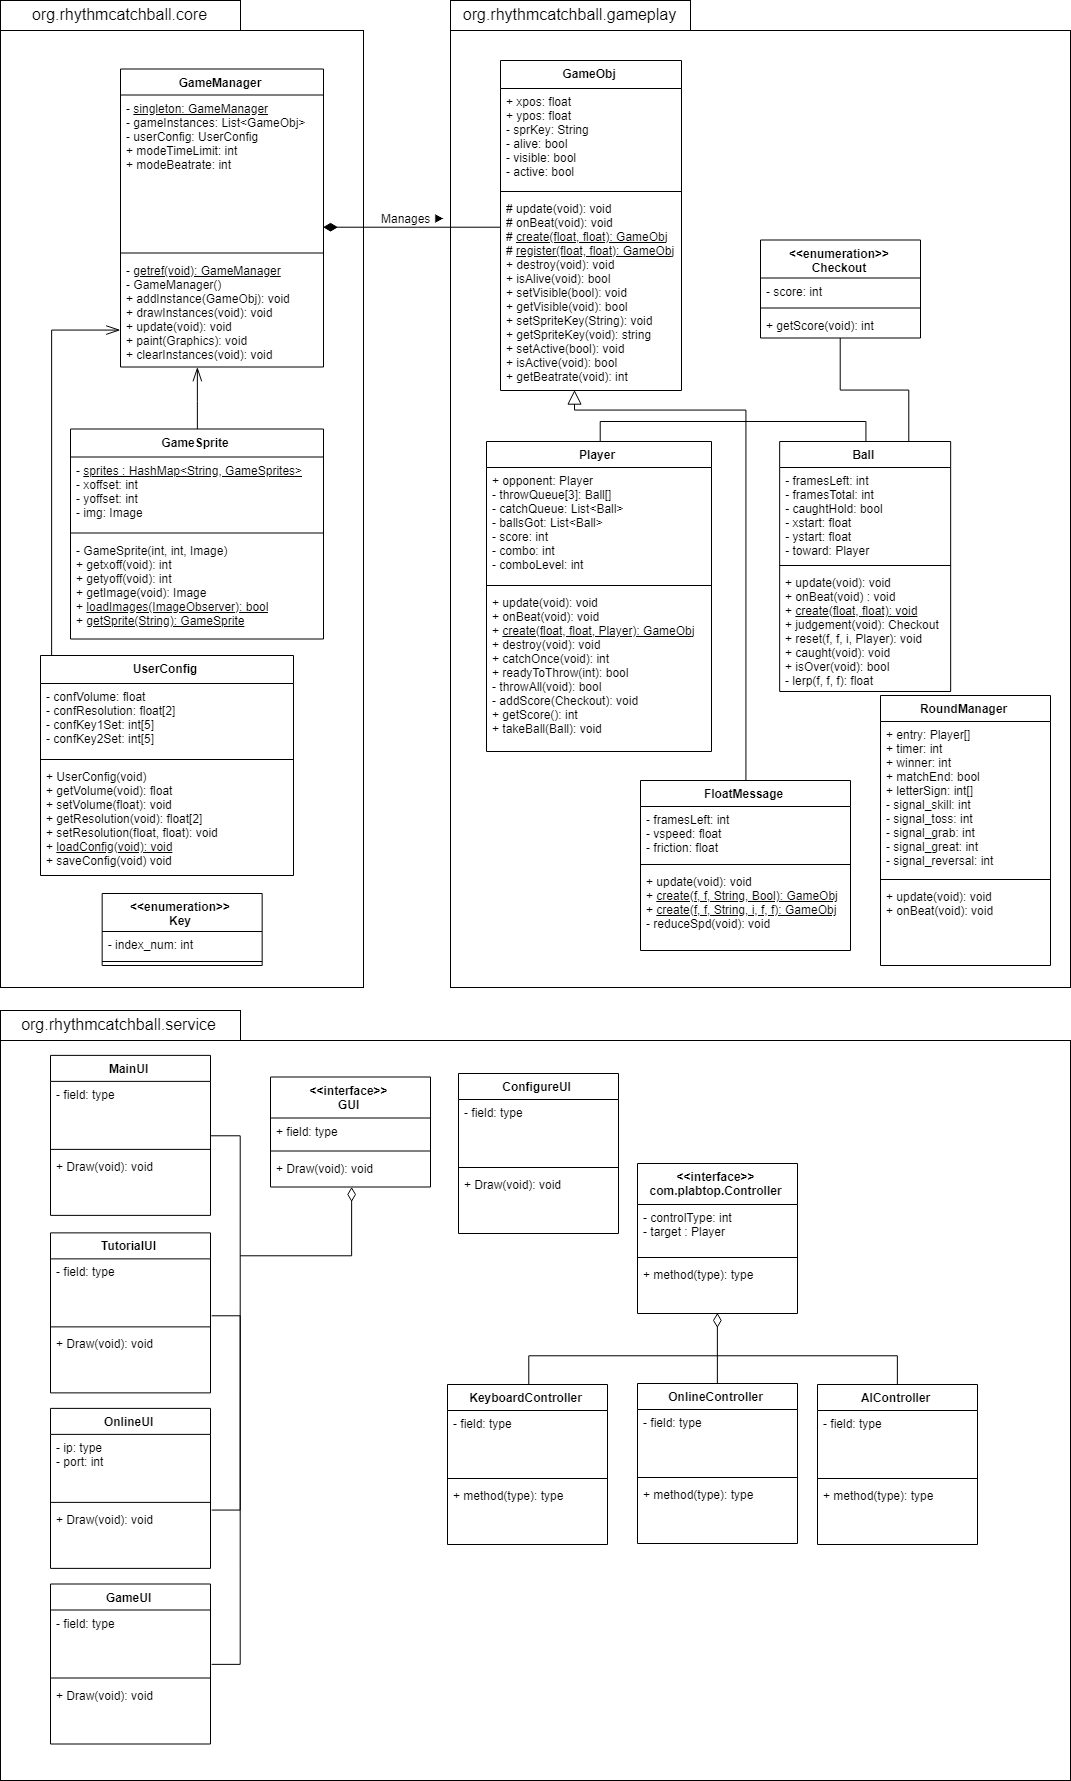 org.rhythmcatchball.core
GameManager
- singleton: GameManager
- gameInstances: List<GameObj>
- userConfig: UserConfig
+ modeTimeLimit: int
+ modeBeatrate: int
- getref(void): GameManager
- GameManager()
+ addInstance(GameObj): void
+ drawInstances(void): void
+ update(void): void
+ paint(Graphics): void
+ clearInstances(void): void
Manages ►
GameSprite
- sprites : HashMap<String, GameSprites>
- xoffset: int
- yoffset: int
- img: Image
- GameSprite(int, int, Image)
+ getxoff(void): int
+ getyoff(void): int
+ getImage(void): Image
+ loadImages(ImageObserver): bool
+ getSprite(String): GameSprite
UserConfig
- confVolume: float
- confResolution: float[2]
- confKey1Set: int[5]
- confKey2Set: int[5]
+ UserConfig(void)
+ getVolume(void): float
+ setVolume(float): void
+ getResolution(void): float[2]
+ setResolution(float, float): void
+ loadConfig(void): void
+ saveConfig(void) void
<<enumeration>>
Key
- index_num: int
org.rhythmcatchball.gameplay
GameObj
+ xpos: float
+ ypos: float
- sprKey: String
- alive: bool
- visible: bool
- active: bool
# update(void): void
# onBeat(void): void
# create(float, float): GameObj
# register(float, float): GameObj
+ destroy(void): void
+ isAlive(void): bool
+ setVisible(bool): void
+ getVisible(void): bool
+ setSpriteKey(String): void
+ getSpriteKey(void): string
+ setActive(bool): void
+ isActive(void): bool
+ getBeatrate(void): int
<<enumeration>>
Checkout
- score: int
+ getScore(void): int
Player
+ opponent: Player
- throwQueue[3]: Ball[]
- catchQueue: List<Ball>
- ballsGot: List<Ball>
- score: int
- combo: int
- comboLevel: int
+ update(void): void
+ onBeat(void): void
+ create(float, float, Player): GameObj
+ destroy(void): void
+ catchOnce(void): int
+ readyToThrow(int): bool
- throwAll(void): bool
- addScore(Checkout): void
+ getScore(): int
+ takeBall(Ball): void
Ball
- framesLeft: int
- framesTotal: int
- caughtHold: bool
- xstart: float
- ystart: float
- toward: Player
+ update(void): void
+ onBeat(void) : void
+ create(float, float): void
+ judgement(void): Checkout
+ reset(f, f, i, Player): void
+ caught(void): void
+ isOver(void): bool
- lerp(f, f, f): float
FloatMessage
- framesLeft: int
- vspeed: float
- friction: float
+ update(void): void
+ create(f, f, String, Bool): GameObj
+ create(f, f, String, i, f, f): GameObj
- reduceSpd(void): void
RoundManager
+ entry: Player[]
+ timer: int
+ winner: int
+ matchEnd: bool
+ letterSign: int[]
- signal_skill: int
- signal_toss: int
- signal_grab: int
- signal_great: int
- signal_reversal: int
+ update(void): void
+ onBeat(void): void
org.rhythmcatchball.service
MainUI
- field: type
+ Draw(void): void
TutorialUI
- field: type
+ Draw(void): void
OnlineUI
- ip: type
- port: int
+ Draw(void): void
GameUI
- field: type
+ Draw(void): void
<<interface>>
GUI
+ field: type
+ Draw(void): void
ConfigureUI
- field: type
+ Draw(void): void
<<interface>>
com.plabtop.Controller
- controlType: int
- target : Player
+ method(type): type
KeyboardController
- field: type
+ method(type): type
OnlineController
- field: type
+ method(type): type
AIController
- field: type
+ method(type): type